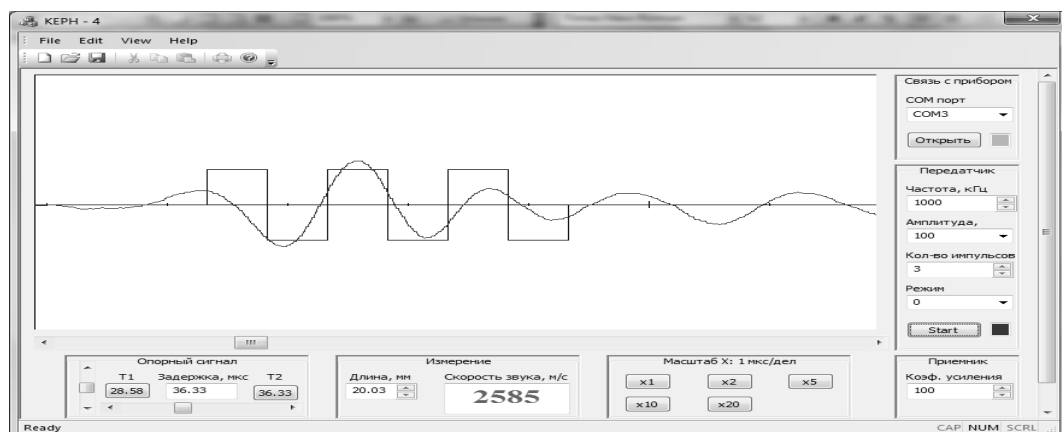 КЕРН - 4
File Edit View Help
Связь с прибором
COM порт
COM3
Открыть
Передатчик
Частота, кГц
1000
Амплитуда,
100
Кол-во импульсов
3
Режим
0
Start
Опорный сигнал
T1 Задержка, мкс T2
28.58 36.33 36.33
Измерение
Длина, мм Скорость звука, м/с
20.03 2585
Масштаб X: 1 мкс/дел
x1 x2 x5
x10 x20
Приемник
Коэф. усиления
100
Ready CAP NUM SCRL